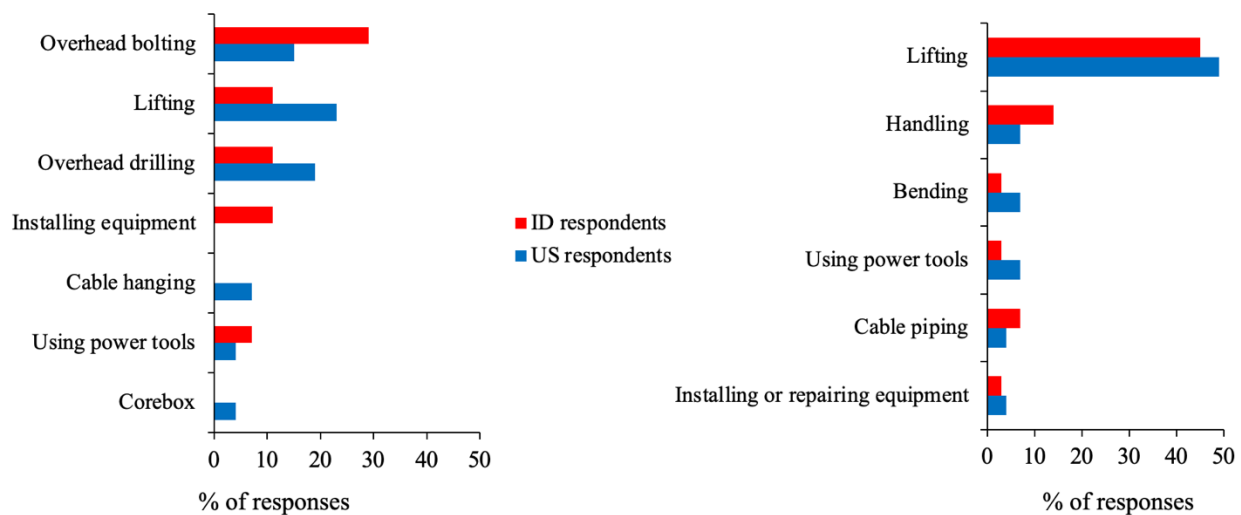 Overhead bolting
Lifting
Overhead drilling
Installing equipment
Cable hanging
Using power tools
Corebox
0 10 20 30 40 50
% of responses
ID respondents
US respondents
Lifting
Handling
Bending
Using power tools
Cable piping
Installing or repairing equipment
0 10 20 30 40 50
% of responses